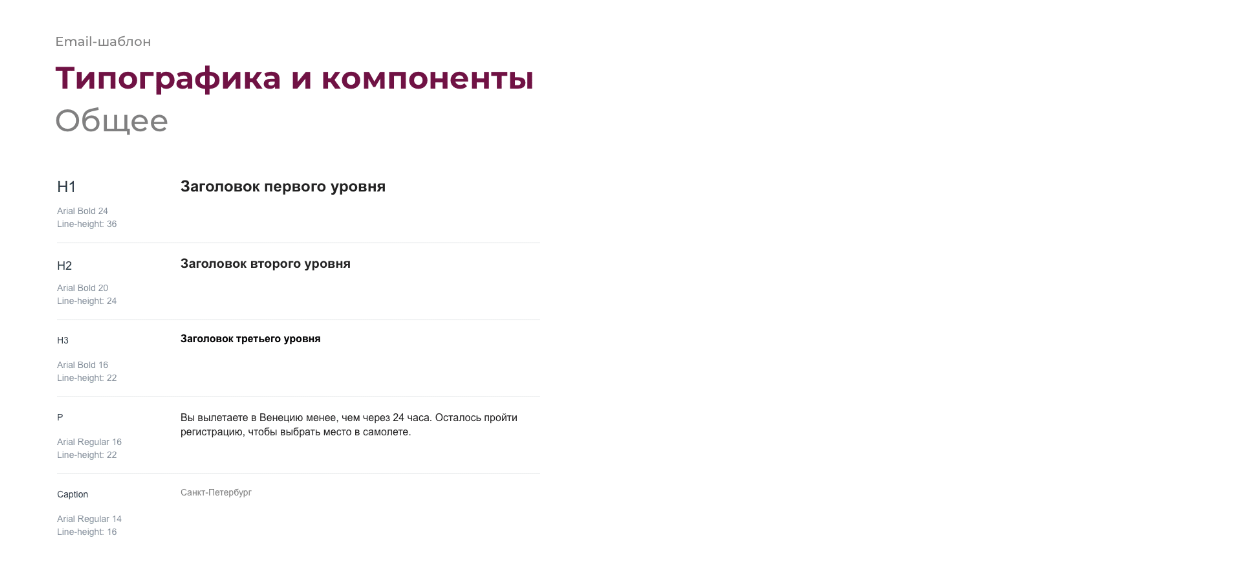 Email-шаблон
Типографика и компоненты
Общее
H1
Заголовок первого уровня
Arial Bold 24
Line-height: 36
H2
Заголовок второго уровня
Arial Bold 20
Line-height: 24
H3
Заголовок третьего уровня
Arial Bold 16
Line-height: 22
P
Вы вылетаете в Венецию менее, чем через 24 часа. Осталось пройти
регистрацию, чтобы выбрать место в самолете.
Arial Regular 16
Line-height: 22
Caption
Санкт-Петербург
Arial Regular 14
Line-height: 16